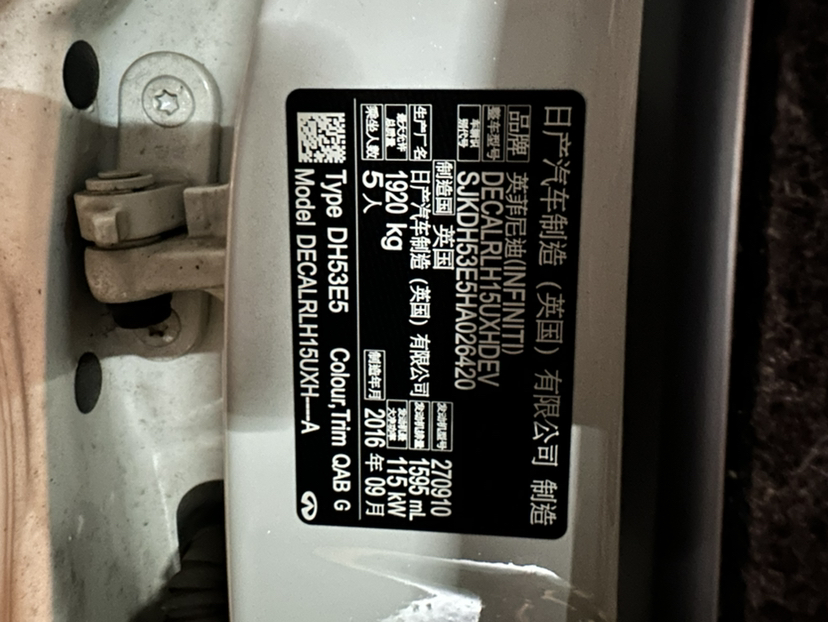 日产汽车制造（英国）有限公司 制造
品牌 英菲尼迪(INFINITI)
整车型号 DECALRLH15UXHDEV
车辆识别代号 SJKDH53E5HA026420
制造国 英国 发动机型号 270910
生产厂名 日产汽车制造（英国）有限公司 发动机排量 1595 mL
最大允许总质量 1920 kg 发动机最大净功率 115 kW
乘坐人数 5 人 制造年月 2016 年 09 月
Type DH53E5 Colour,Trim QAB G
Model DECALRLH15UXH----A